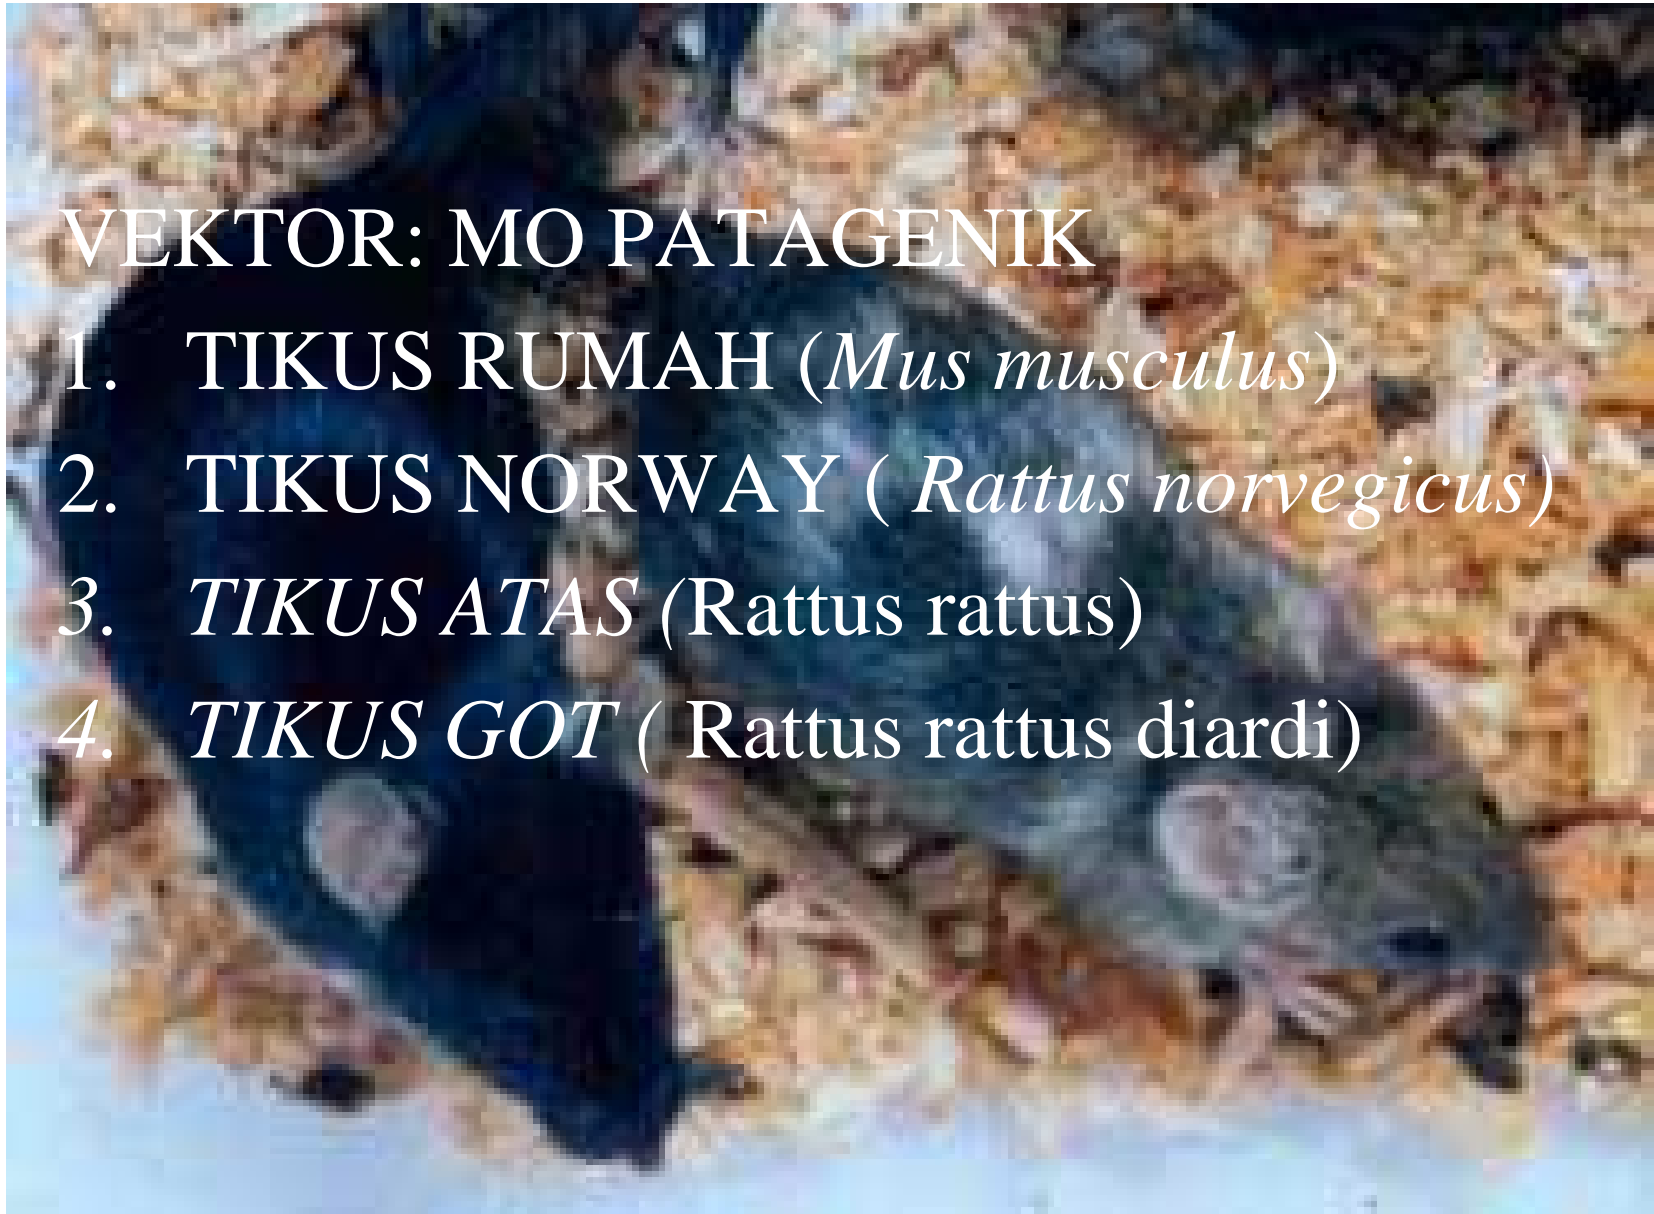 VEKTOR: MO PATAGENIK
1. TIKUS RUMAH (Mus musculus)
2. TIKUS NORWAY ( Rattus norvegicus)
3. TIKUS ATAS (Rattus rattus)
4. TIKUS GOT ( Rattus rattus diardi)